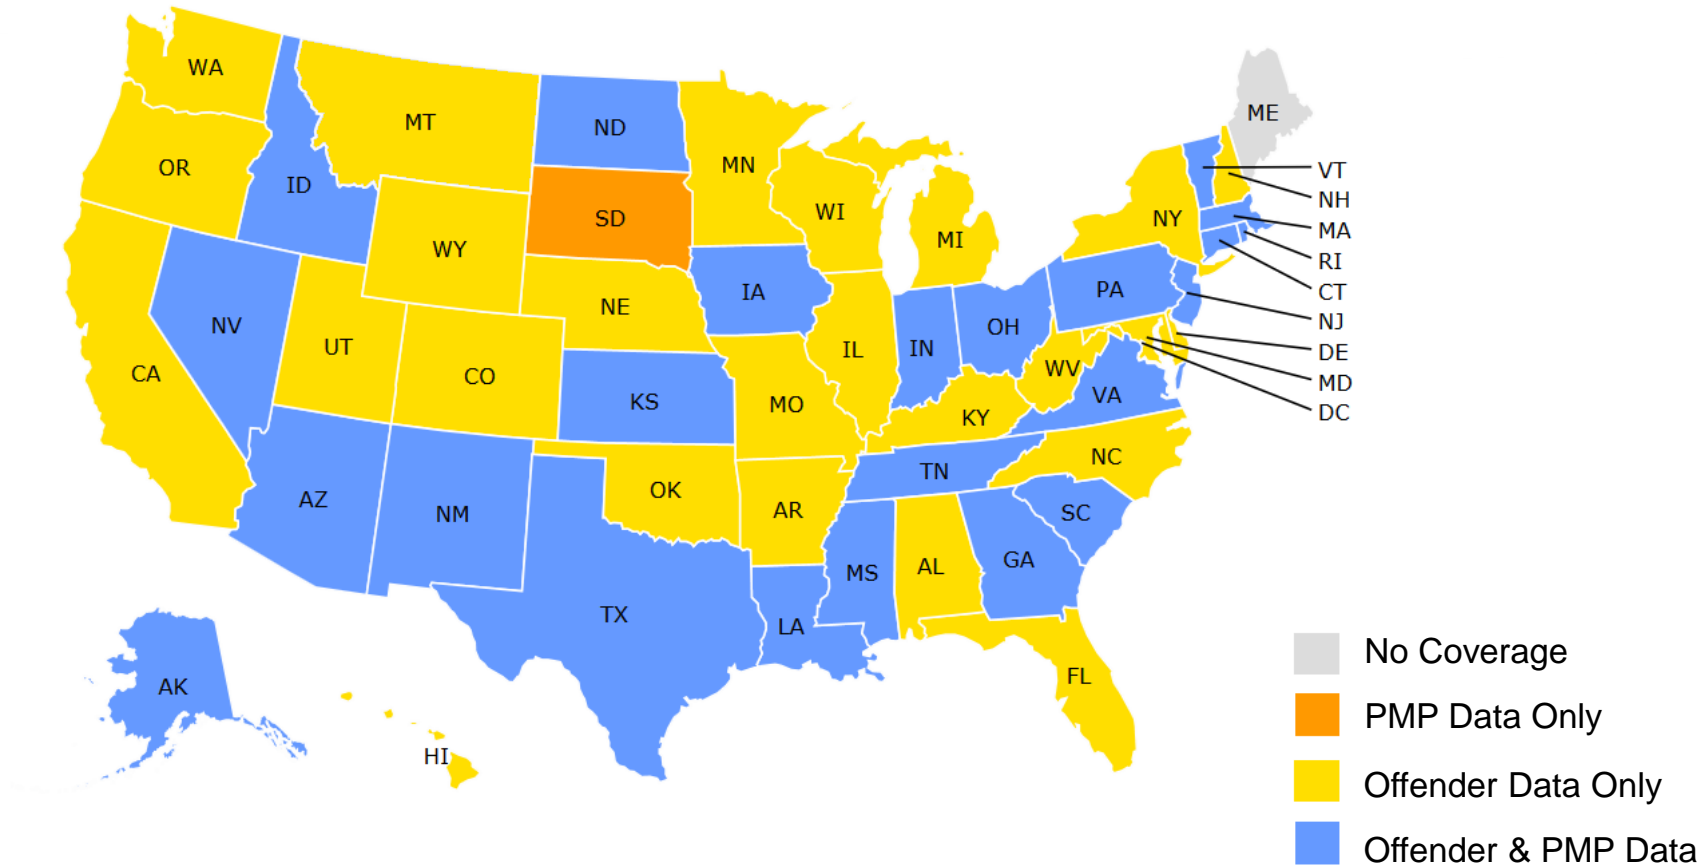 WA
MT
ND
MN
ME
OR
ID
SD
WI
MI
NY
VT
NH
MA
RI
CT
NJ
DE
MD
DC
WY
NE
IA
PA
NV
UT
CO
IL
IN
OH
WV
VA
CA
KS
MO
KY
NC
AZ
NM
OK
AR
TN
SC
TX
LA
MS
AL
GA
FL
AK
HI
No Coverage
PMP Data Only
Offender Data Only
Offender & PMP Data